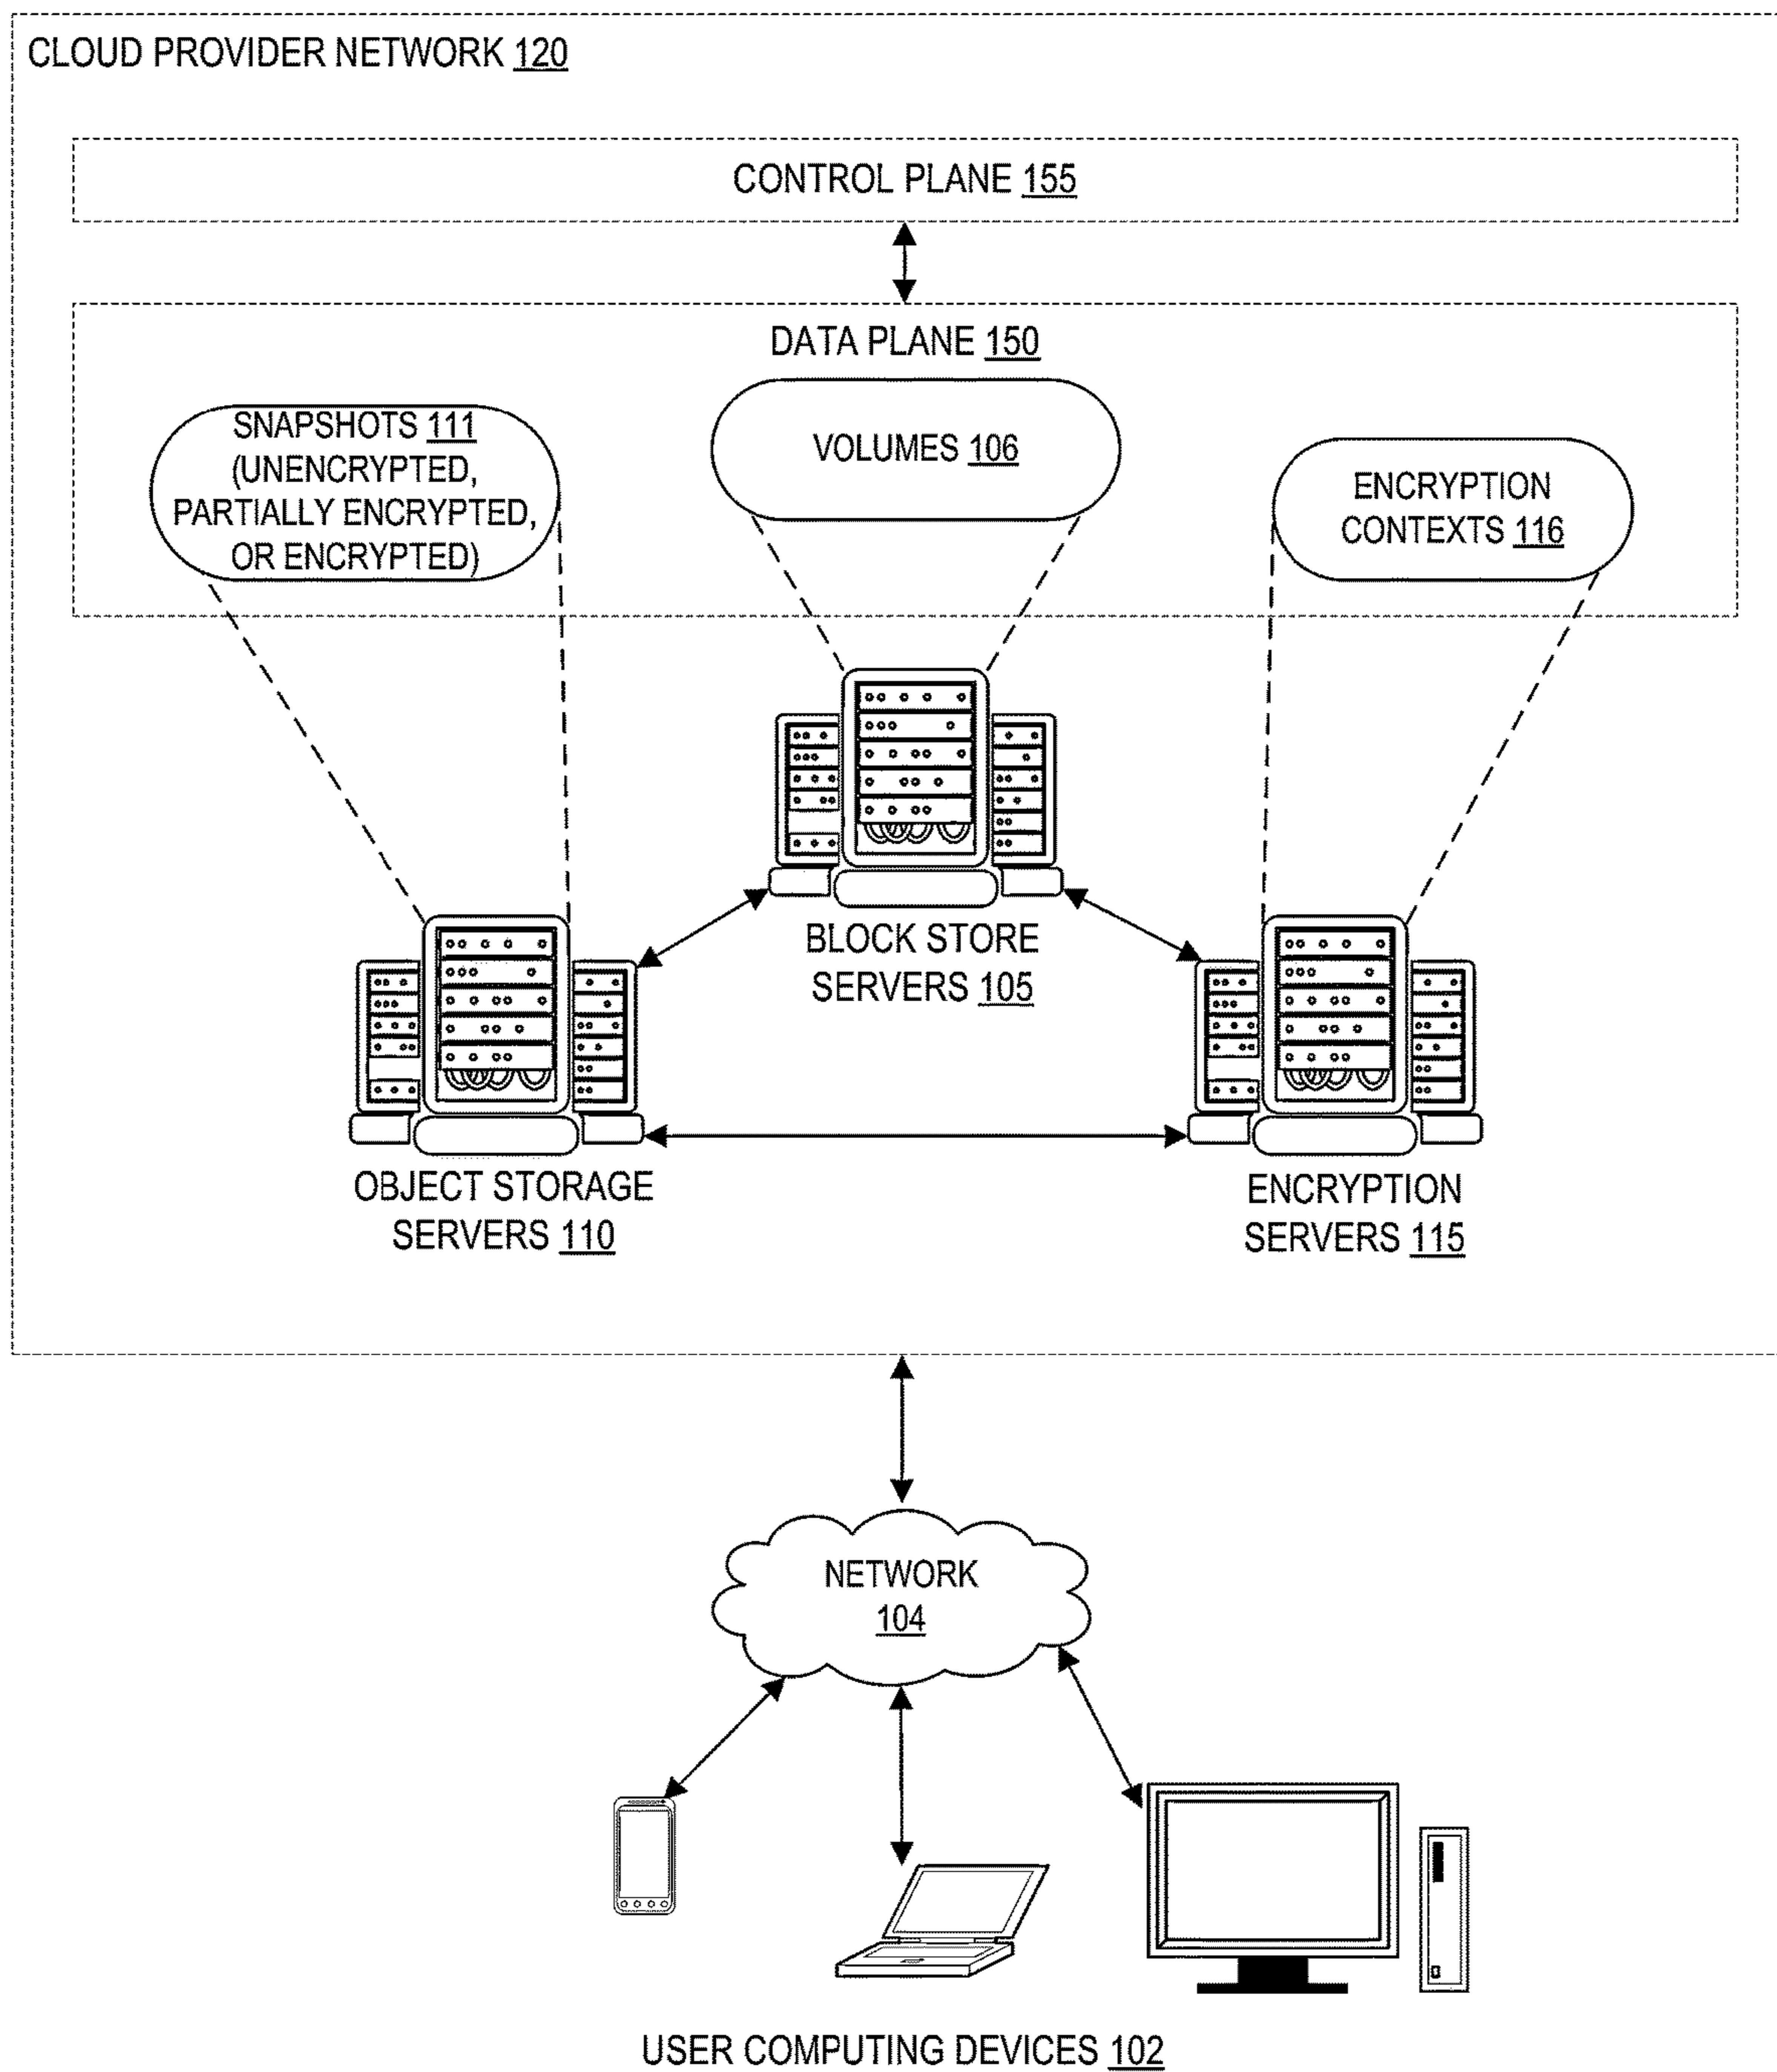 CLOUD PROVIDER NETWORK 120
CONTROL PLANE 155
DATA PLANE 150
SNAPSHOTS 111
(UNENCRYPTED,
PARTIALLY ENCRYPTED,
OR ENCRYPTED)
VOLUMES 106
ENCRYPTION
CONTEXTS 116
BLOCK STORE
SERVERS 105
OBJECT STORAGE
SERVERS 110
ENCRYPTION
SERVERS 115
NETWORK
104
USER COMPUTING DEVICES 102